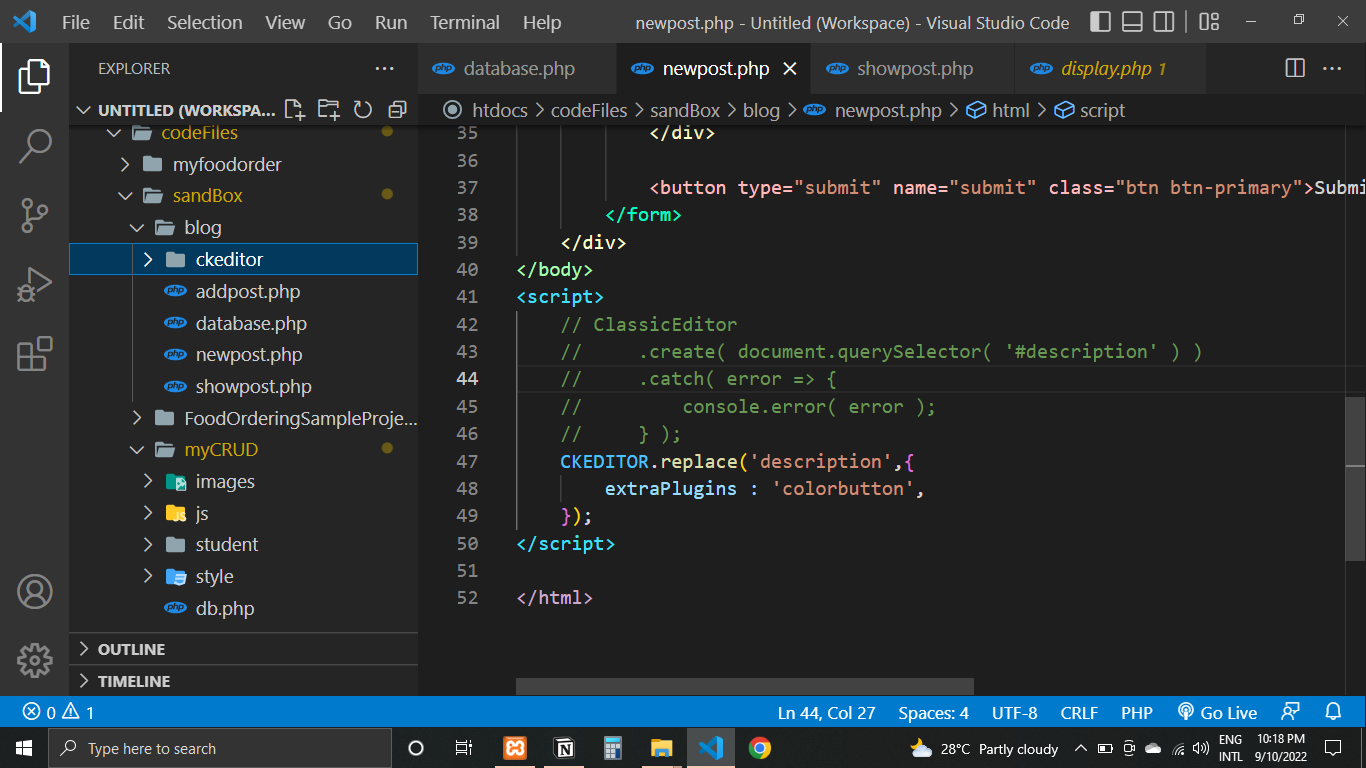 File Edit Selection View Go Run Terminal Help newpost.php - Untitled (Workspace) - Visual Studio Code
EXPLORER
UNTITLED (WORKSPA...
codeFiles
myfoodorder
sandBox
blog
ckeditor
addpost.php
database.php
newpost.php
showpost.php
FoodOrderingSampleProje...
myCRUD
images
js
student
style
db.php
OUTLINE
TIMELINE
database.php newpost.php showpost.php display.php 1
htdocs > codeFiles > sandBox > blog > newpost.php > html > script
35 </div>
36
37 <button type="submit" name="submit" class="btn btn-primary">Submi
38 </form>
39 </div>
40 </body>
41 <script>
42 // ClassicEditor
43 // .create( document.querySelector( '#description' ) )
44 // .catch( error => {
45 // console.error( error );
46 // } );
47 CKEDITOR.replace('description',{
48 extraPlugins : 'colorbutton',
49 });
50 </script>
51
52 </html>
0 1 Ln 44, Col 27 Spaces: 4 UTF-8 CRLF PHP Go Live
Type here to search 28°C Partly cloudy ENG INTL 10:18 PM 9/10/2022